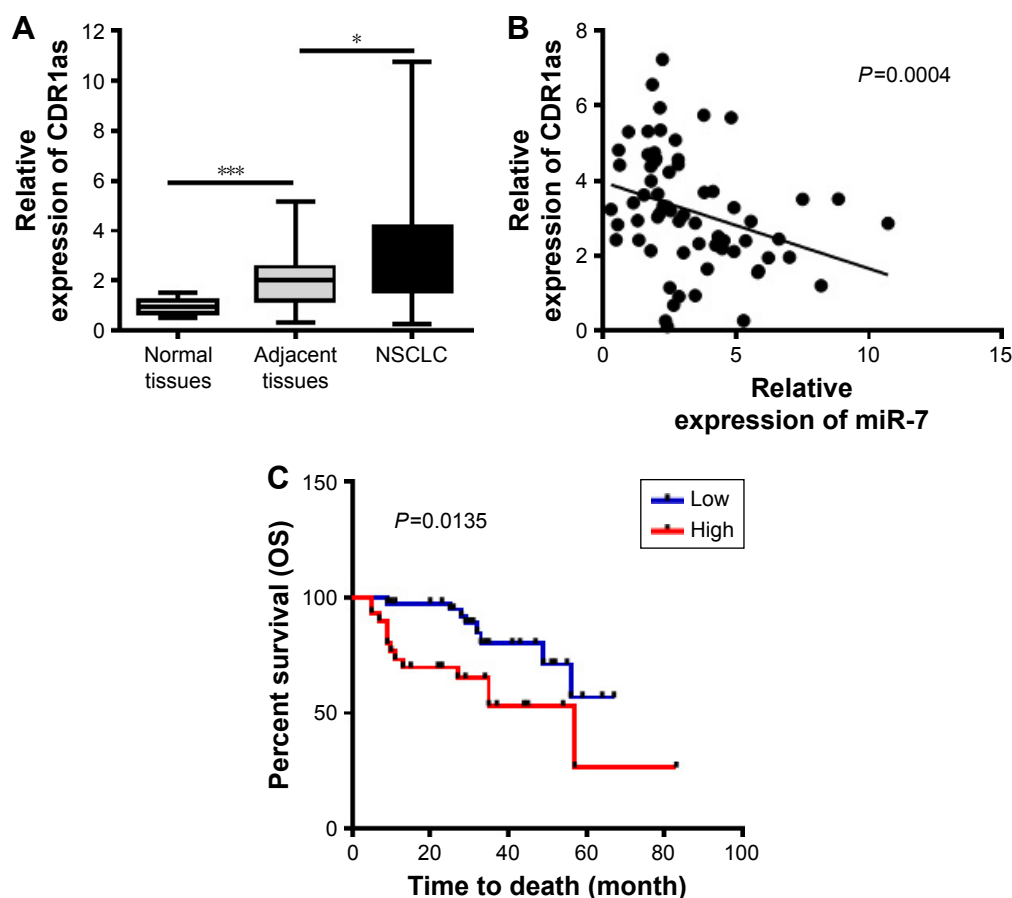 A
Relative
expression of CDR1as
12
10
8
6
4
2
0
***
*
Normal
tissues
Adjacent
tissues
NSCLC
B
Relative
expression of CDR1as
8
6
4
2
0
P=0.0004
0
5
10
15
Relative
expression of miR-7
C
Percent survival (OS)
150
100
50
0
P=0.0135
Low
High
0
20
40
60
80
100
Time to death (month)